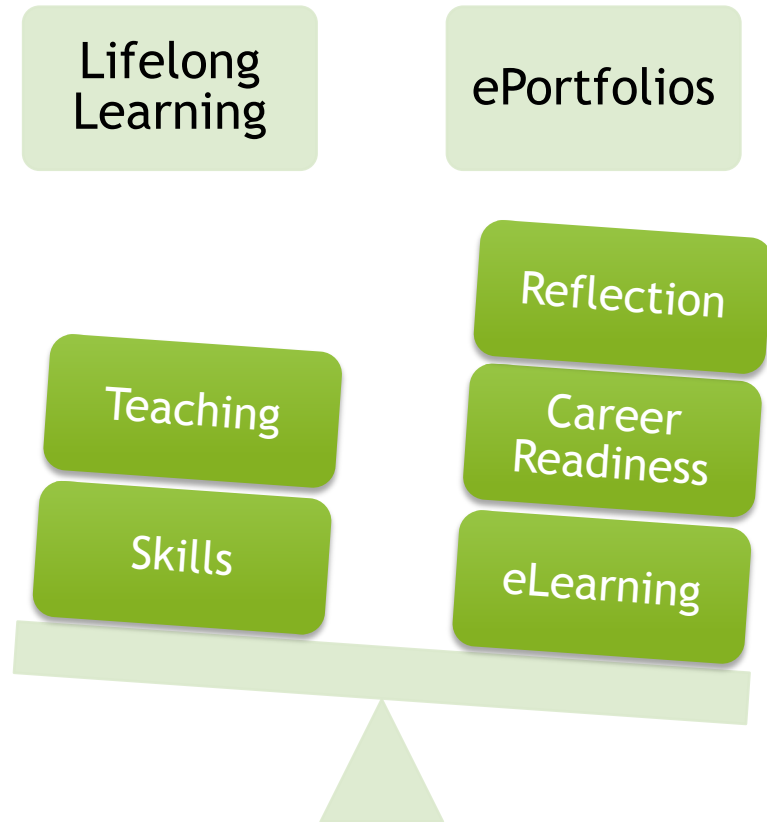 Lifelong
Learning
ePortfolios
Teaching
Skills
Reflection
Career
Readiness
eLearning